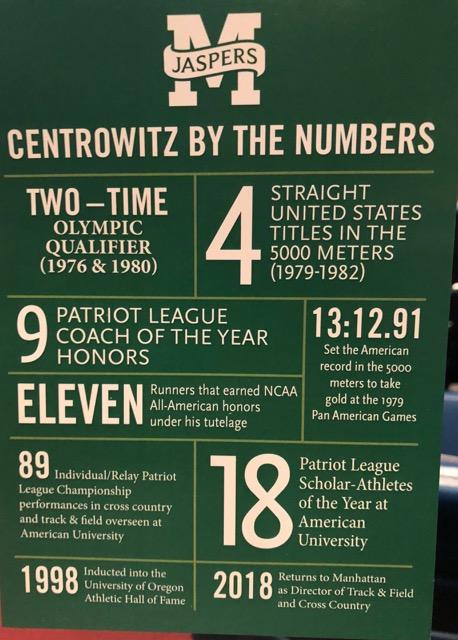 M
JASPERS
CENTROWITZ BY THE NUMBERS
TWO–TIME
OLYMPIC
QUALIFIER
(1976 & 1980)
4
STRAIGHT
UNITED STATES
TITLES IN THE
5000 METERS
(1979-1982)
9
PATRIOT LEAGUE
COACH OF THE YEAR
HONORS
13:12.91
Set the American
record in the 5000
meters to take
gold at the 1979
Pan American Games
ELEVEN
Runners that earned NCAA
All-American honors
under his tutelage
89 Individual/Relay Patriot
League Championship
performances in cross country
and track & field overseen at
American University
18
Patriot League
Scholar-Athletes
of the Year at
American
University
1998
Inducted into the
University of Oregon
Athletic Hall of Fame
2018
Returns to Manhattan
as Director of Track & Field
and Cross Country